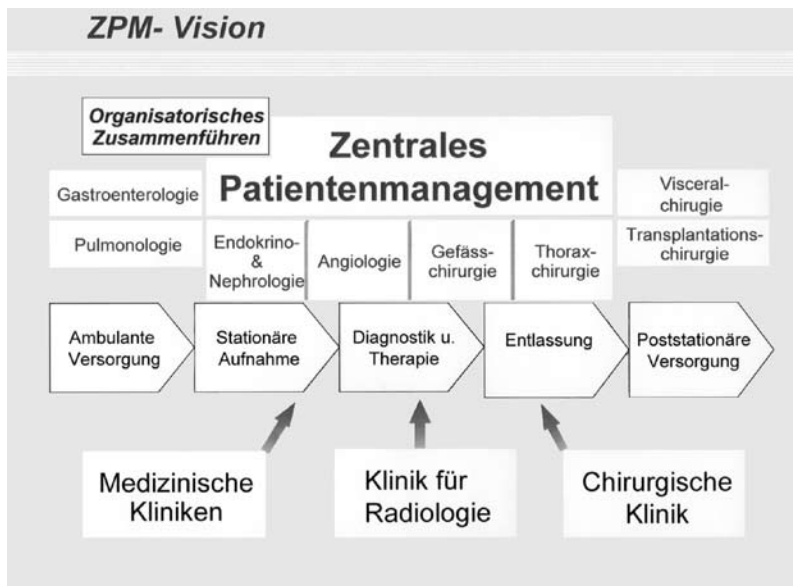 ZPM- Vision
Organisatorisches
Zusammenführen
Zentrales
Patientenmanagement
Gastroenterologie
Visceral-
chirugie
Pulmonologie
Endokrino-
&
Nephrologie
Angiologie
Gefäss-
chirurgie
Thorax-
chirurgie
Transplantations-
chirurgie
Ambulante
Versorgung
Stationäre
Aufnahme
Diagnostik u.
Therapie
Entlassung
Poststationäre
Versorgung
Medizinische
Kliniken
Klinik für
Radiologie
Chirurgische
Klinik